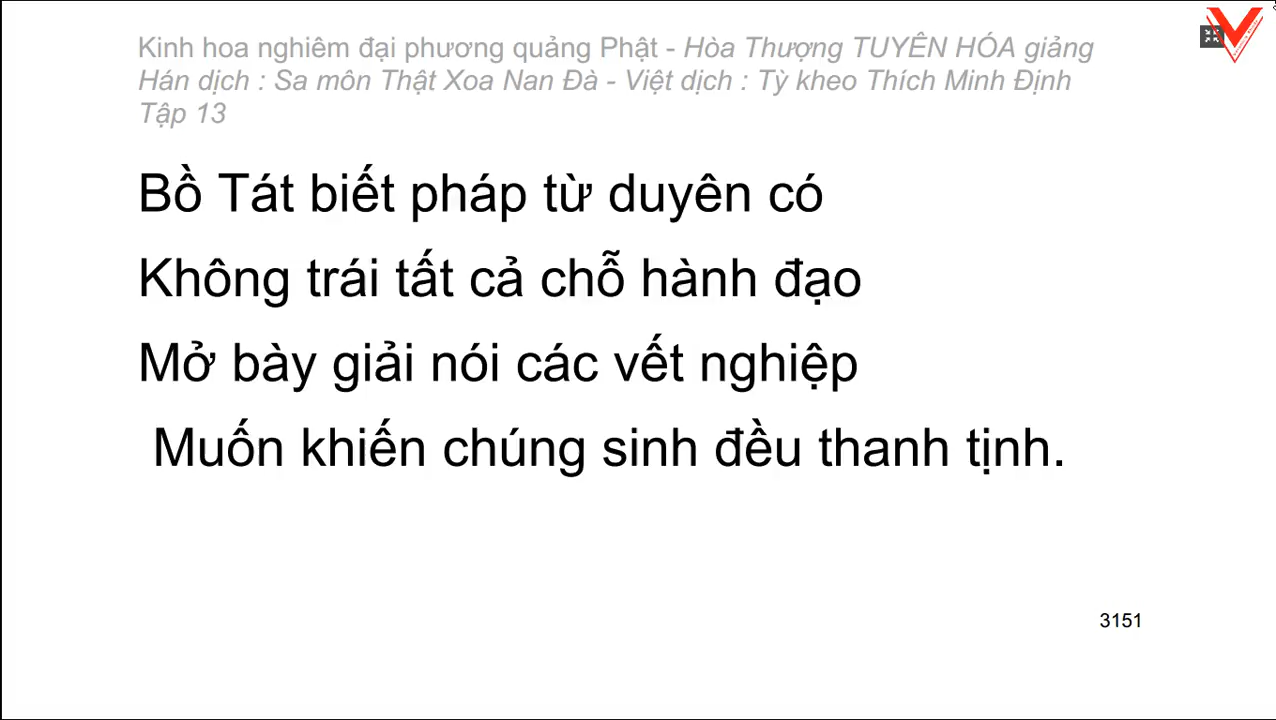 Kinh hoa nghiêm đại phương quảng Phật - Hòa Thượng TUYÊN HÓA giảng
Hán dịch : Sa môn Thật Xoa Nan Đà - Việt dịch : Tỳ kheo Thích Minh Định
Tập 13
Bồ Tát biết pháp từ duyên có
Không trái tất cả chỗ hành đạo
Mở bày giải nói các vết nghiệp
Muốn khiến chúng sinh đều thanh tịnh.
3151